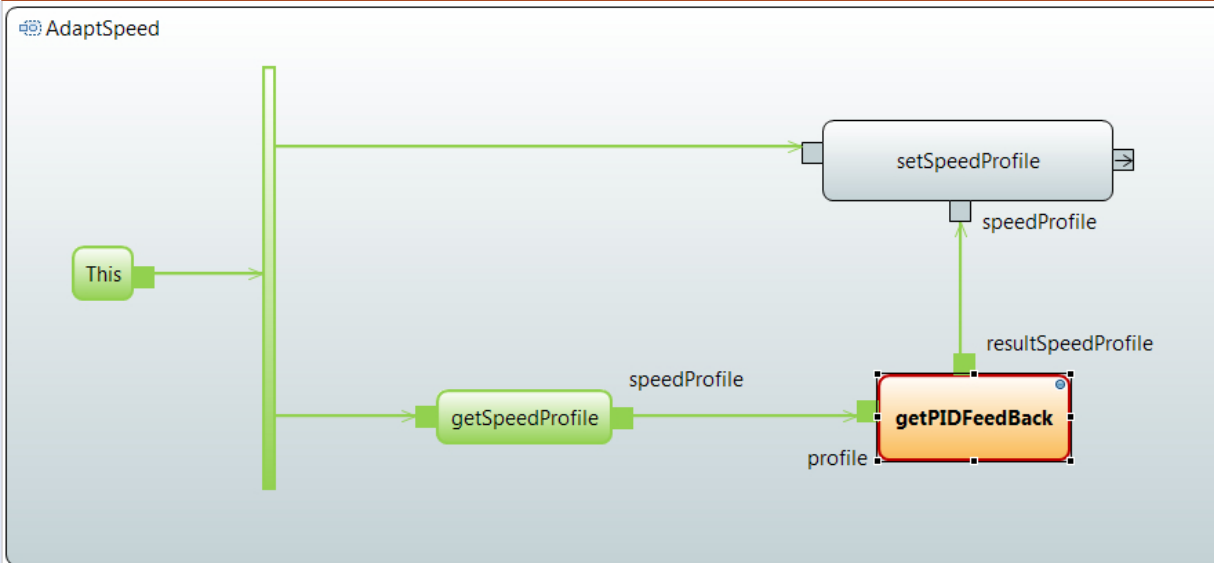 AdaptSpeed
setSpeedProfile
speedProfile
This
resultSpeedProfile
speedProfile
getSpeedProfile
getPIDFeedBack
profile